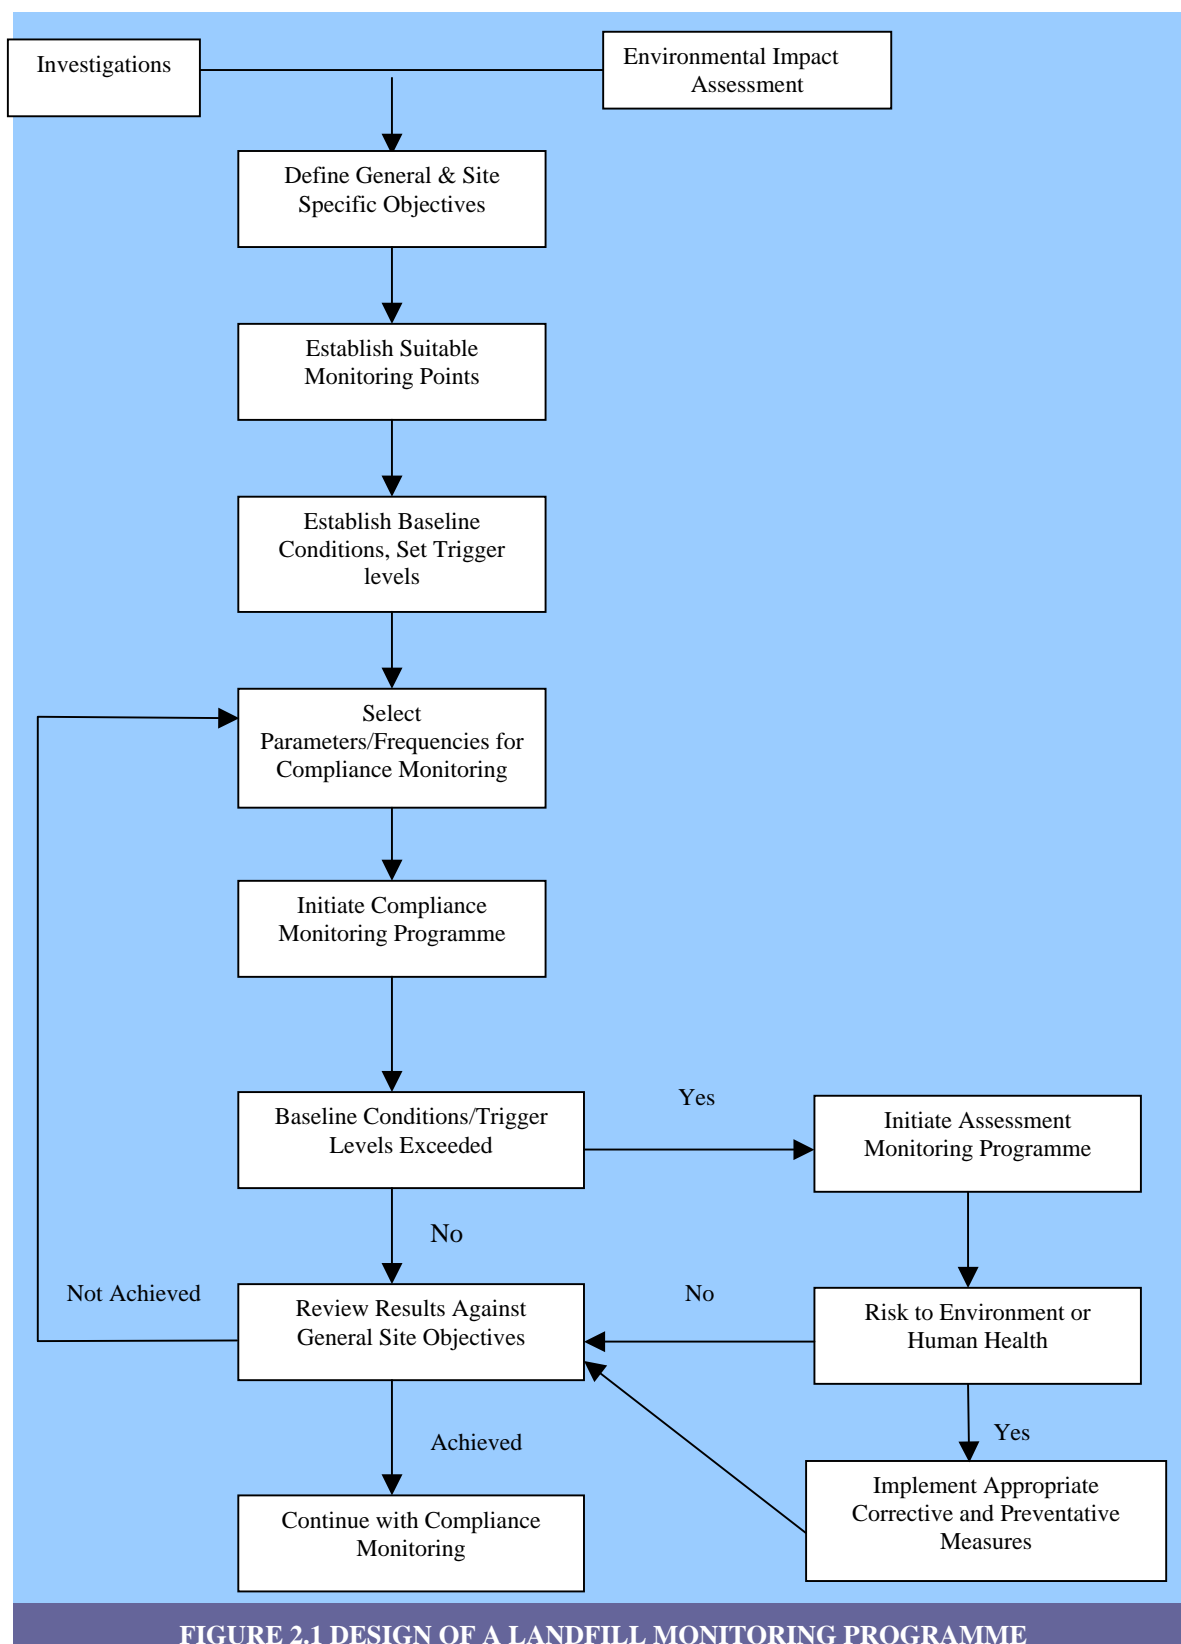 Investigations
Environmental Impact
Assessment
Define General & Site
Specific Objectives
Establish Suitable
Monitoring Points
Establish Baseline
Conditions, Set Trigger
levels
Select
Parameters/Frequencies for
Compliance Monitoring
Initiate Compliance
Monitoring Programme
Baseline Conditions/Trigger
Levels Exceeded
Yes
Initiate Assessment
Monitoring Programme
No
Not Achieved
Review Results Against
General Site Objectives
No
Risk to Environment or
Human Health
Achieved
Yes
Continue with Compliance
Monitoring
Implement Appropriate
Corrective and Preventative
Measures
FIGURE 2.1 DESIGN OF A LANDFILL MONITORING PROGRAMME